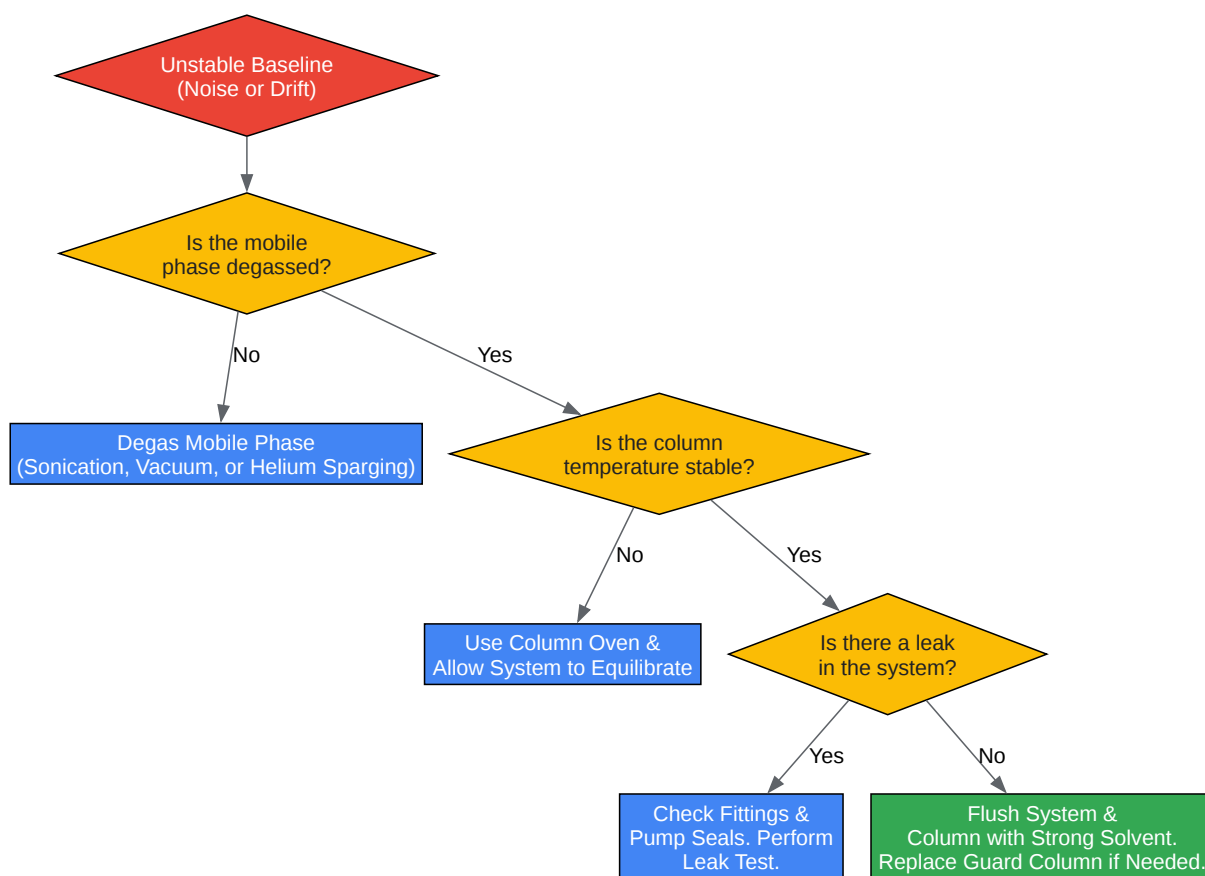 Unstable Baseline
(Noise or Drift)
Is the mobile
phase degassed?
No
Yes
Degas Mobile Phase
(Sonication, Vacuum, or Helium Sparging)
Is the column
temperature stable?
No
Yes
Use Column Oven &
Allow System to Equilibrate
Is there a leak
in the system?
Yes
No
Check Fittings &
Pump Seals. Perform
Leak Test.
Flush System &
Column with Strong Solvent.
Replace Guard Column if Needed.